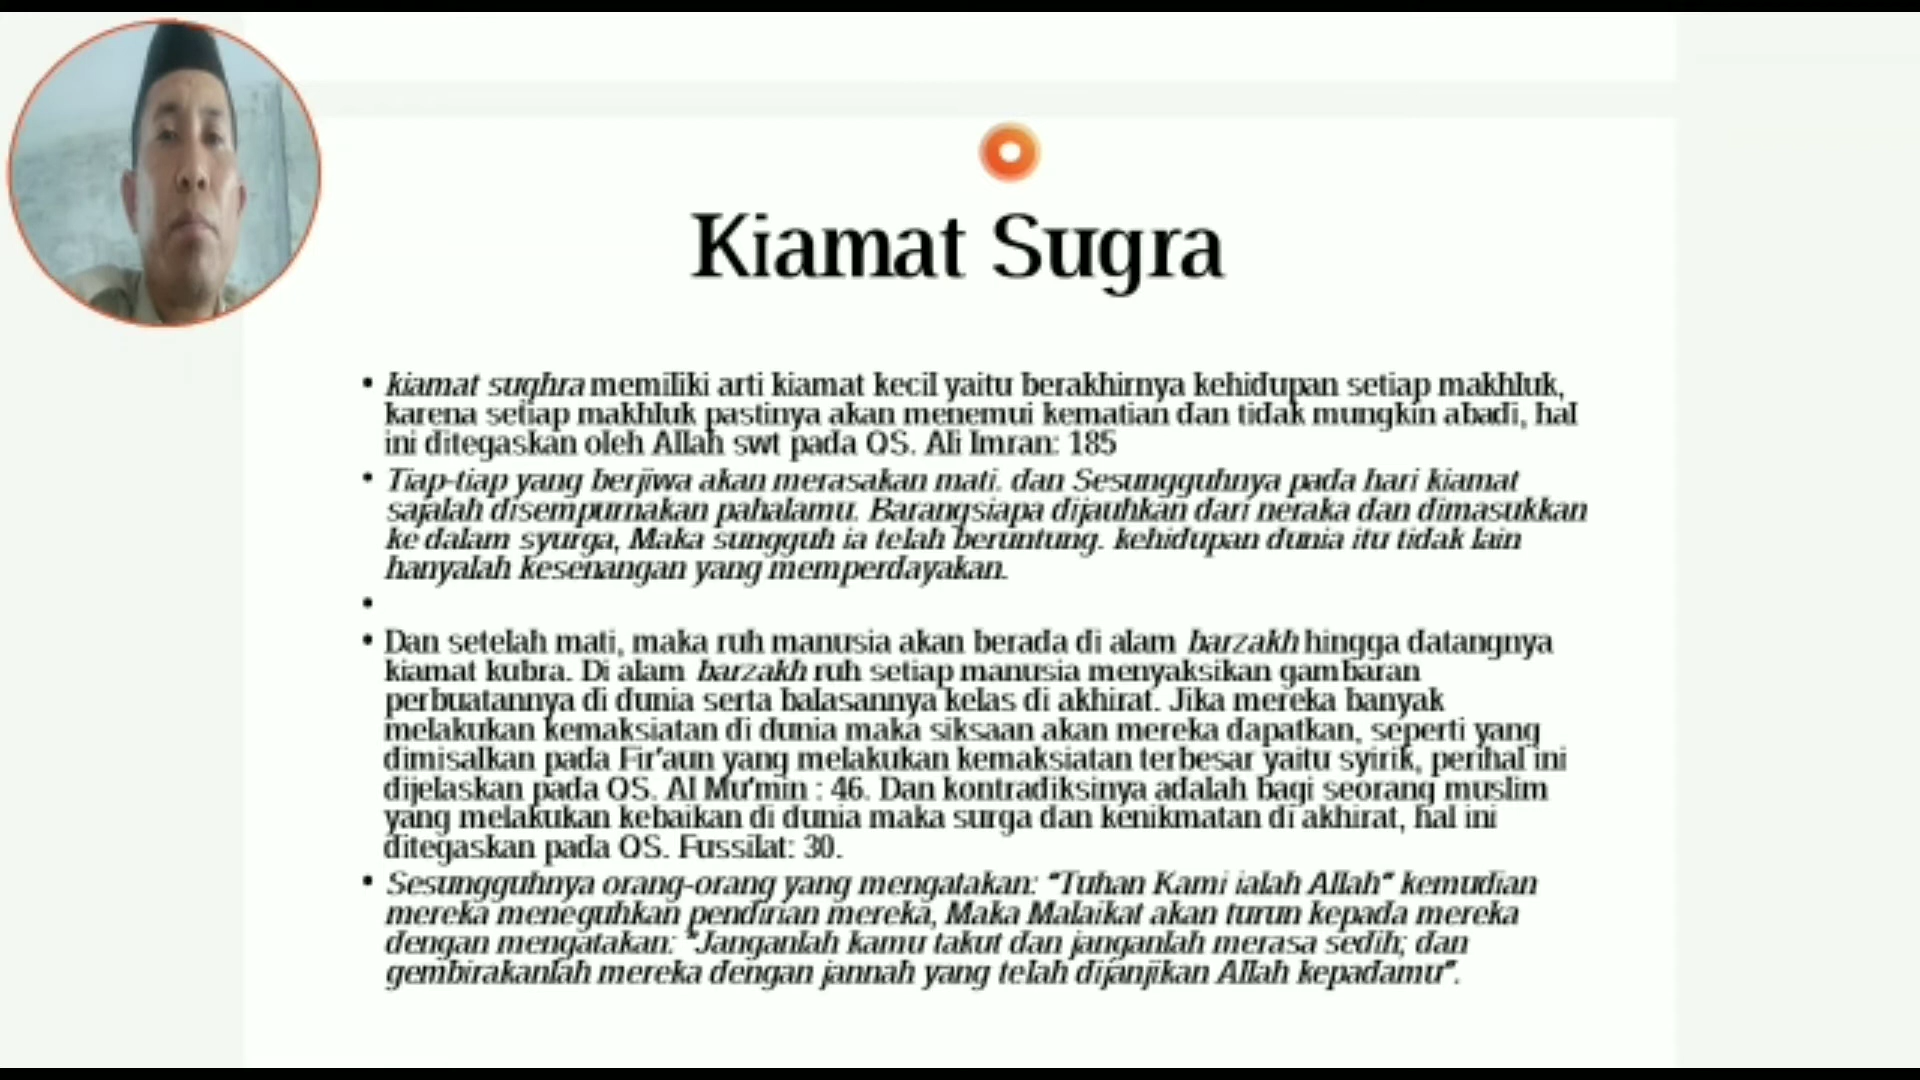 Kiamat Sugra
• kiamat sughra memiliki arti kiamat kecil yaitu berakhirnya kehidupan setiap makhluk,
karena setiap makhluk pastinya akan menemui kematian dan tidak mungkin abadi, hal
ini ditegaskan oleh Allah swt pada QS. Ali Imran: 185
• Tiap-tiap yang berjiwa akan merasakan mati. dan Sesungguhnya pada hari kiamat
sajalah disempurnakan pahalamu. Barangsiapa dijauhkan dari neraka dan dimasukkan
ke dalam syurga, Maka sungguh ia telah beruntung. kehidupan dunia itu tidak lain
hanyalah kesenangan yang memperdayakan.
•
• Dan setelah mati, maka ruh manusia akan berada di alam barzakh hingga datangnya
kiamat kubra. Di alam barzakh ruh setiap manusia menyaksikan gambaran
perbuatannya di dunia serta balasannya kelas di akhirat. Jika mereka banyak
melakukan kemaksiatan di dunia maka siksaan akan mereka dapatkan, seperti yang
dimisalkan pada Fir'aun yang melakukan kemaksiatan terbesar yaitu syirik, perihal ini
dijelaskan pada QS. Al Mu'min : 46. Dan kontradiksinya adalah bagi seorang muslim
yang melakukan kebaikan di dunia maka surga dan kenikmatan di akhirat, hal ini
ditegaskan pada QS. Fussilat: 30.
• Sesungguhnya orang-orang yang mengatakan: "Tuhan Kami ialah Allah" kemudian
mereka meneguhkan pendirian mereka, Maka Malaikat akan turun kepada mereka
dengan mengatakan: "Janganlah kamu takut dan janganlah merasa sedih; dan
gembirakanlah mereka dengan jannah yang telah dijanjikan Allah kepadamu".